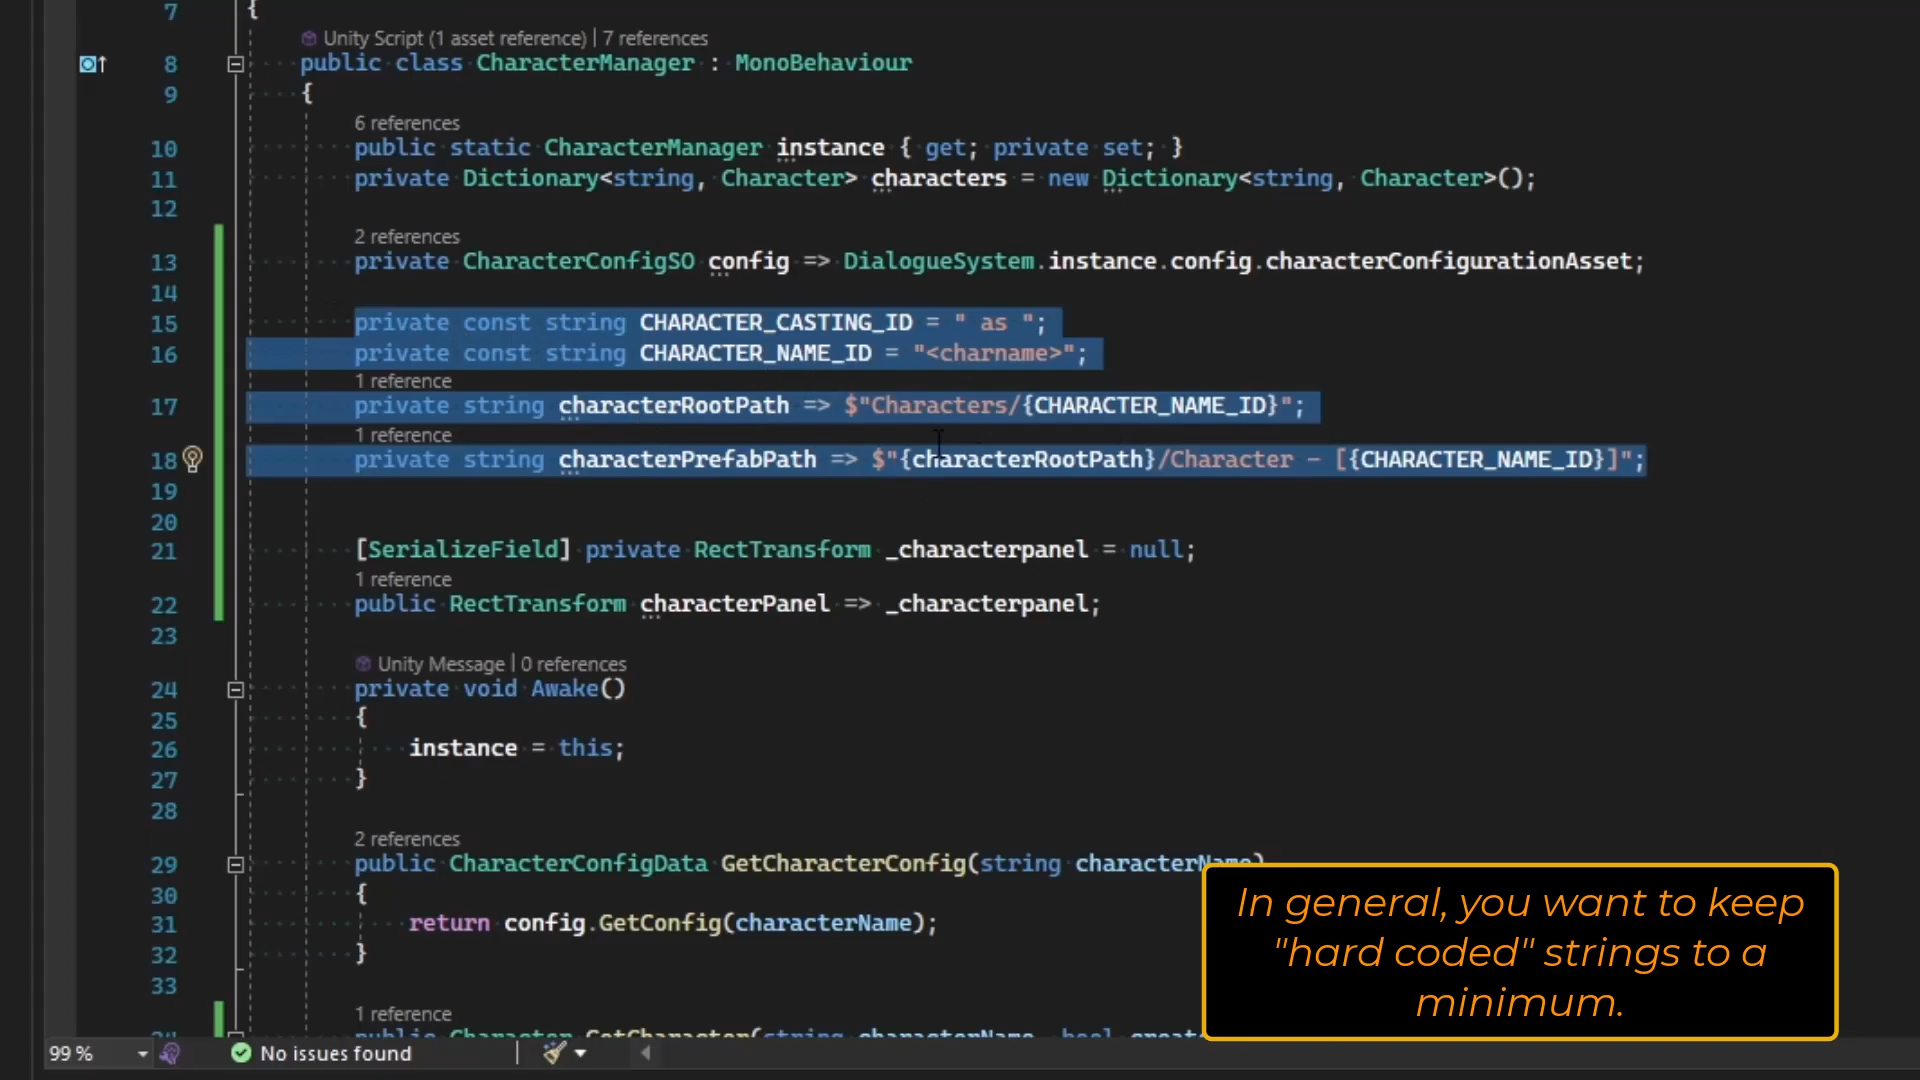 7 {
Unity Script (1 asset reference) | 7 references
8 public class CharacterManager : MonoBehaviour
9 {
6 references
10 public static CharacterManager instance { get; private set; }
11 private Dictionary<string, Character> characters = new Dictionary<string, Character>();
12
2 references
13 private CharacterConfigSO config => DialogueSystem.instance.config.characterConfigurationAsset;
14
15 private const string CHARACTER_CASTING_ID = " as ";
16 private const string CHARACTER_NAME_ID = "<charname>";
1 reference
17 private string characterRootPath => $"Characters/{CHARACTER_NAME_ID}";
1 reference
18 private string characterPrefabPath => $"{characterRootPath}/Character - [{CHARACTER_NAME_ID}]";
19
20
21 [SerializeField] private RectTransform _characterpanel = null;
1 reference
22 public RectTransform characterPanel => _characterpanel;
23
Unity Message | 0 references
24 private void Awake()
25 {
26 instance = this;
27 }
28
2 references
29 public CharacterConfigData GetCharacterConfig(string characterName)
30 {
31 return config.GetConfig(characterName);
32 }
33
1 reference
public Character GetCharacter(string characterName, bool
In general, you want to keep
"hard coded" strings to a
minimum.
99 % No issues found